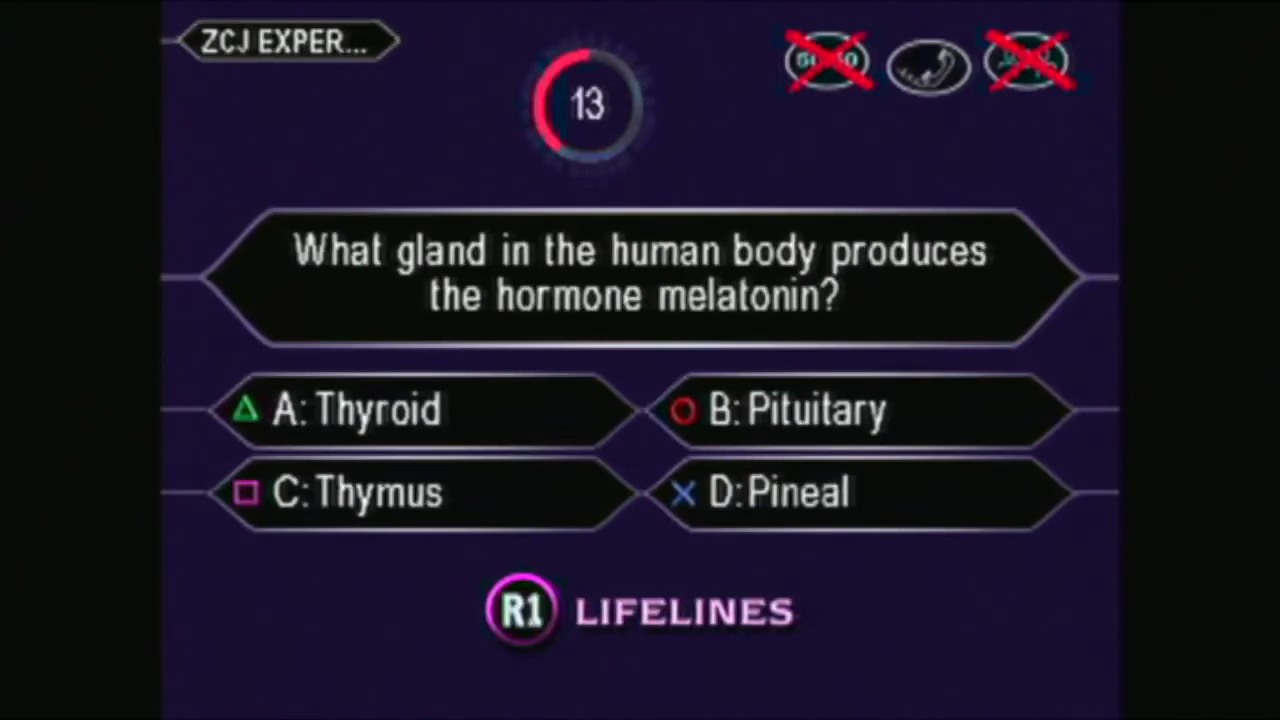 ZCJ EXPER...
13
What gland in the human body produces
the hormone melatonin?
A: Thyroid
B: Pituitary
C: Thymus
D: Pineal
R1 LIFELINES